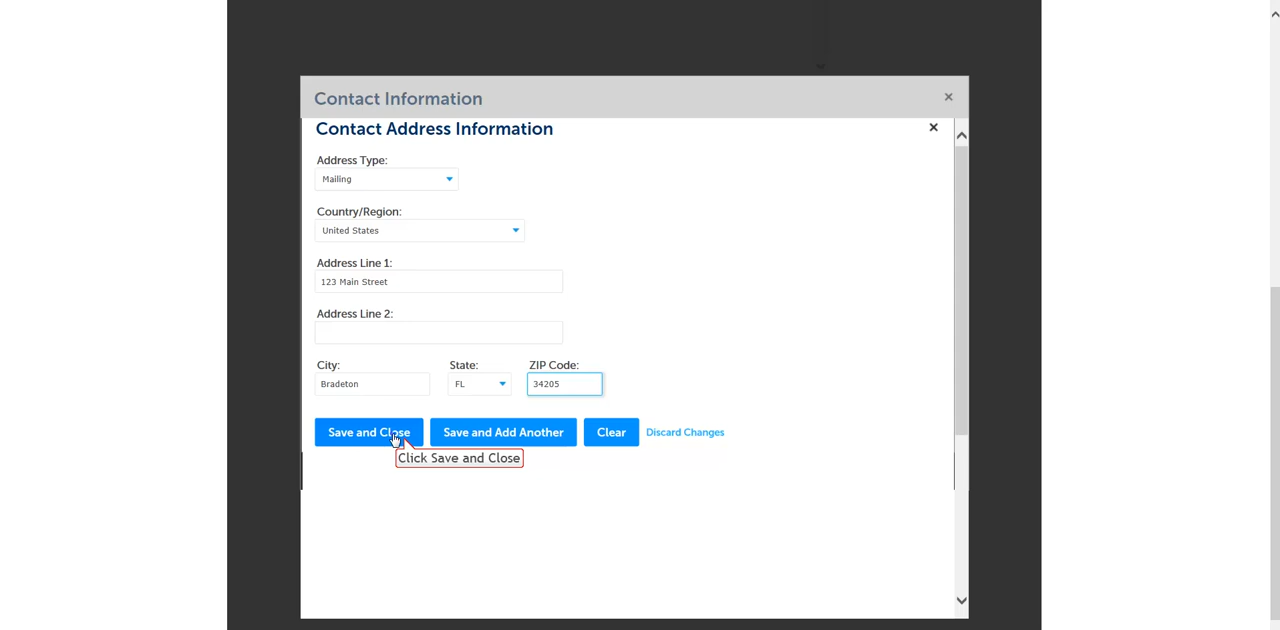 Contact Information
Contact Address Information
Address Type:
Mailing
Country/Region:
United States
Address Line 1:
123 Main Street
Address Line 2:
City: State: ZIP Code:
Bradeton FL 34205
Save and Close Save and Add Another Clear Discard Changes
Click Save and Close